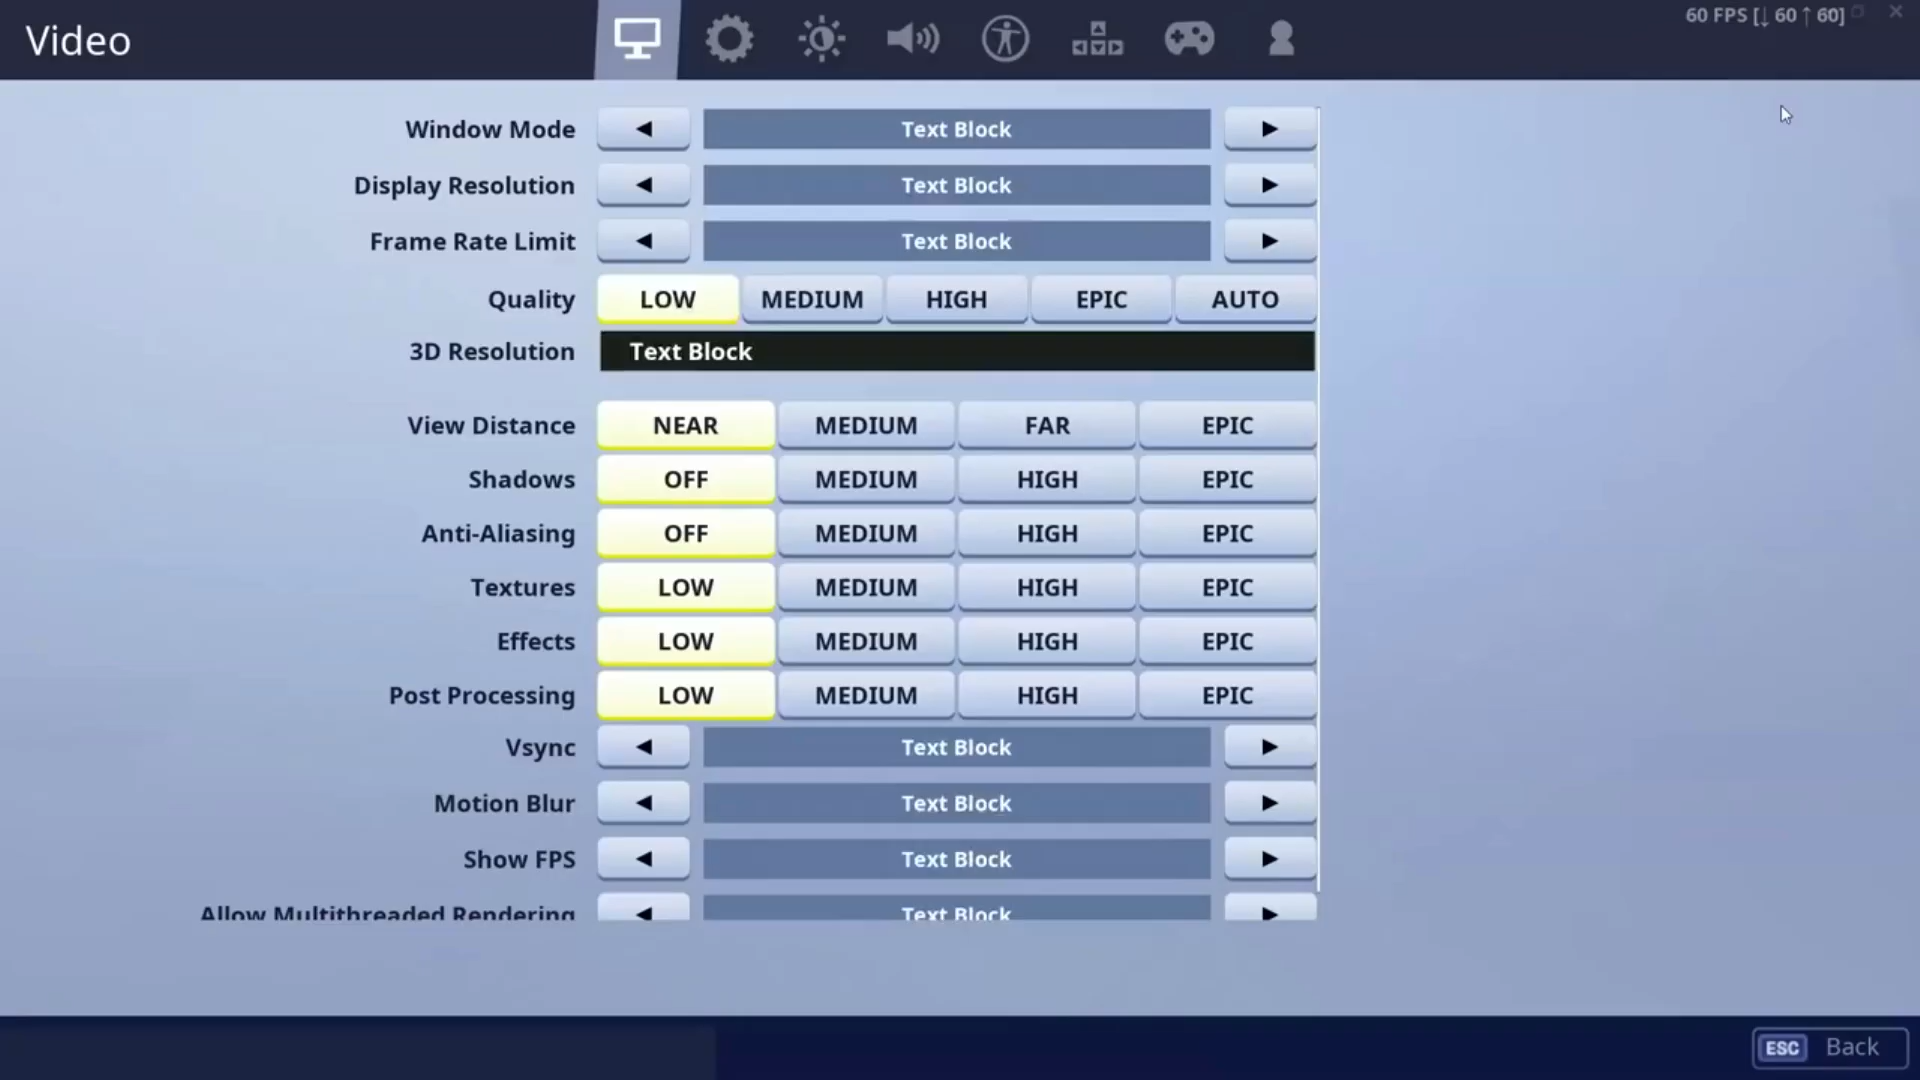 Video
60 FPS [↓ 60 ↑ 60]
Window Mode Text Block
Display Resolution Text Block
Frame Rate Limit Text Block
Quality LOW MEDIUM HIGH EPIC AUTO
3D Resolution Text Block
View Distance NEAR MEDIUM FAR EPIC
Shadows OFF MEDIUM HIGH EPIC
Anti-Aliasing OFF MEDIUM HIGH EPIC
Textures LOW MEDIUM HIGH EPIC
Effects LOW MEDIUM HIGH EPIC
Post Processing LOW MEDIUM HIGH EPIC
Vsync Text Block
Motion Blur Text Block
Show FPS Text Block
Allow Multithreaded Rendering Text Block
ESC Back